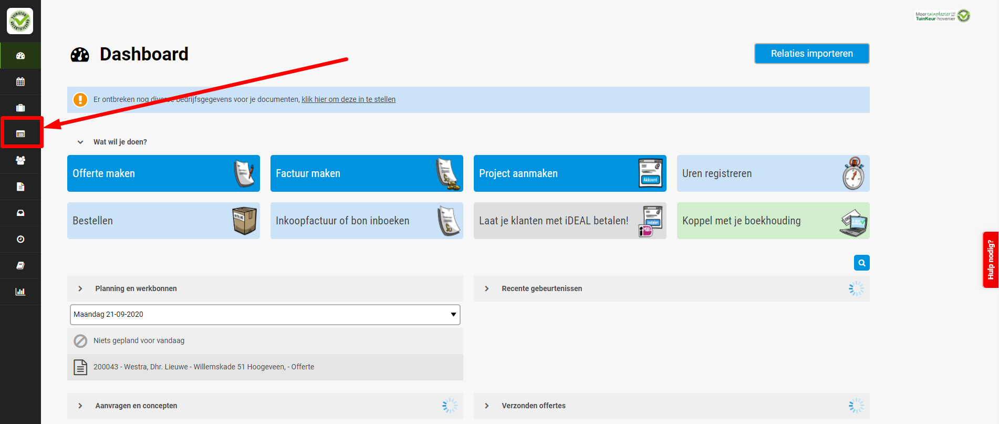 TUINKEUR
GECERTIFICEERD
Meer tuinplezier
TuinKeur-hovenier
Dashboard
Relaties importeren
Er ontbreken nog diverse bedrijfsgegevens voor je documenten, klik hier om deze in te stellen
Wat wil je doen?
Offerte maken
Factuur maken
Project aanmaken
@
Akkoord
Uren registreren
Bestellen
Inkoopfactuur of bon inboeken
Laat je klanten met iDEAL betalen!
@
iDEAL
Koppel met je boekhouding
Hulp nodig?
Planning en werkbonnen
Recente gebeurtenissen
Maandag 21-09-2020
Niets gepland voor vandaag
200043 - Westra, Dhr. Lieuwe - Willemskade 51 Hoogeveen, - Offerte
Aanvragen en concepten
Verzonden offertes